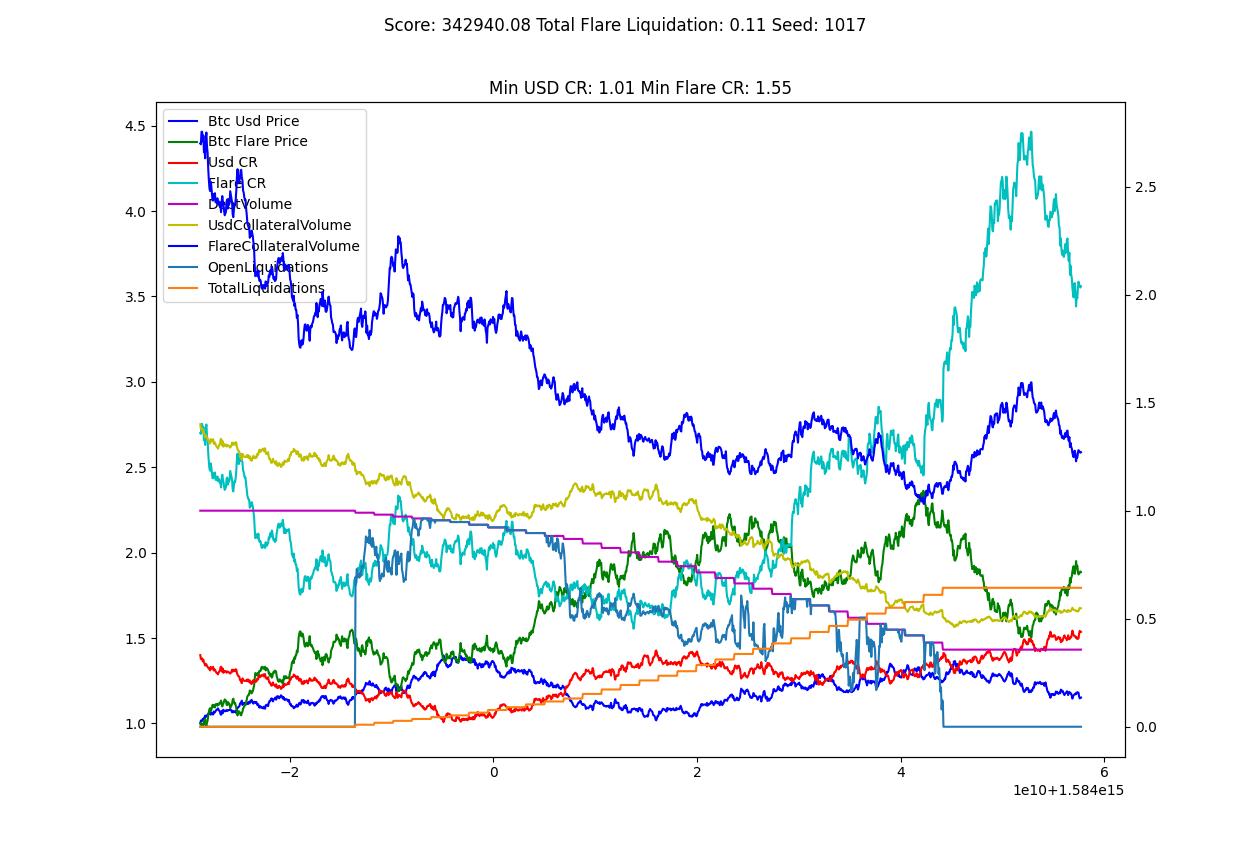 Score: 342940.08 Total Flare Liquidation: 0.11 Seed: 1017
Min USD CR: 1.01 Min Flare CR: 1.55
Btc Usd Price
Btc Flare Price
Usd CR
Flare CR
DebtVolume
UsdCollateralVolume
FlareCollateralVolume
OpenLiquidations
TotalLiquidations
4.5
4.0
3.5
3.0
2.5
2.0
1.5
1.0
2.5
2.0
1.5
1.0
0.5
0.0
−2
0
2
4
6
1e10+1.584e15